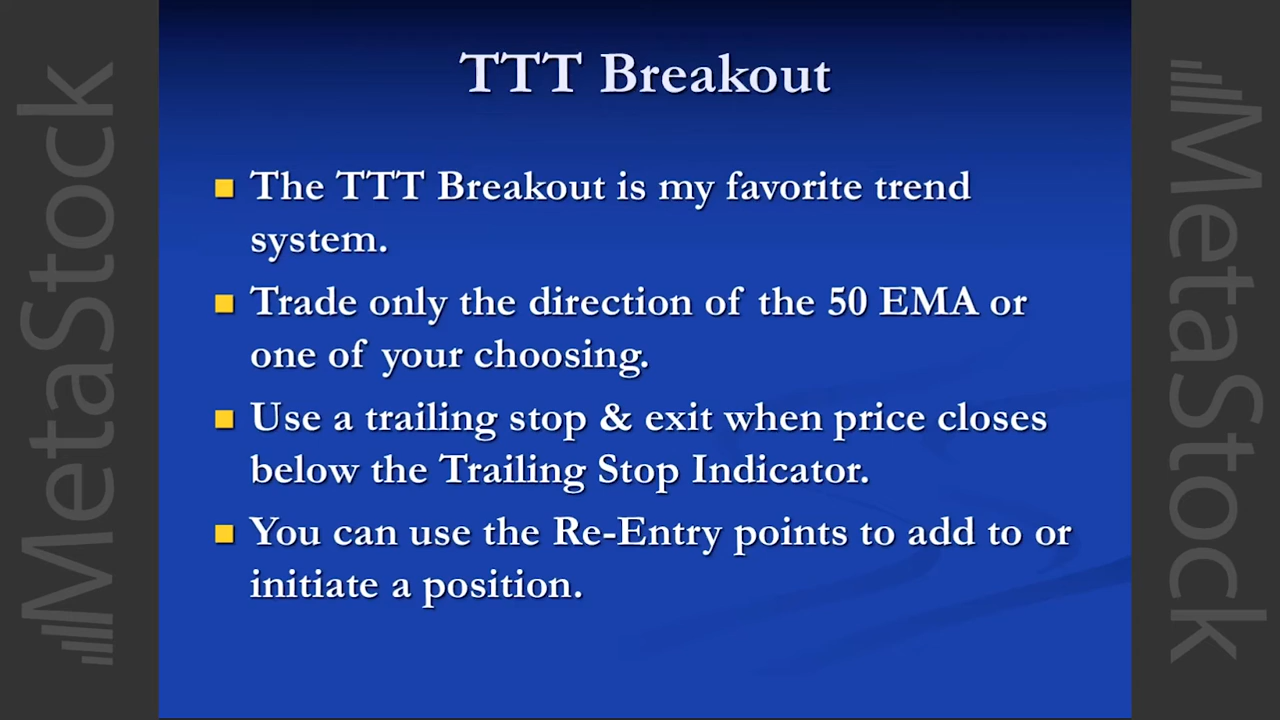 TTT Breakout
The TTT Breakout is my favorite trend
system.
Trade only the direction of the 50 EMA or
one of your choosing.
Use a trailing stop & exit when price closes
below the Trailing Stop Indicator.
You can use the Re-Entry points to add to or
initiate a position.
MetaStock
MetaStock